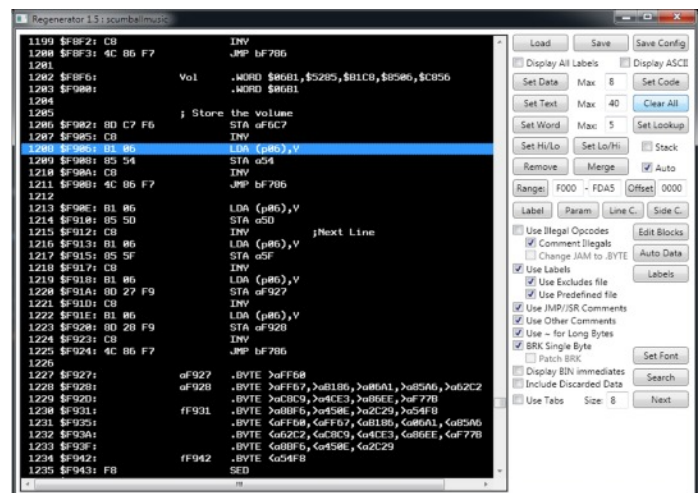 Regenerator 1.5 : scumballmusic
1199 $F8F2: C8 INY
1200 $F8F3: 4C 86 F7 JMP bF786
1201
1202 $F8F6: Vol .WORD $06B1,$5285,$B1C8,$8506,$C856
1203 $F900: .WORD $06B1
1204
1205 ; Store the volume
1206 $F902: 8D C7 F6 STA aF6C7
1207 $F905: C8 INY
1208 $F906: B1 06 LDA (p06),Y
1209 $F908: 85 54 STA a54
1210 $F90A: C8 INY
1211 $F90B: 4C 86 F7 JMP bF786
1212
1213 $F90E: B1 06 LDA (p06),Y
1214 $F910: 85 5D STA a5D
1215 $F912: C8 INY ;Next Line
1216 $F913: B1 06 LDA (p06),Y
1217 $F915: 85 5F STA a5F
1218 $F917: C8 INY
1219 $F918: B1 06 LDA (p06),Y
1220 $F91A: 8D 27 F9 STA aF927
1221 $F91D: C8 INY
1222 $F91E: B1 06 LDA (p06),Y
1223 $F920: 8D 28 F9 STA aF928
1224 $F923: C8 INY
1225 $F924: 4C 86 F7 JMP bF786
1226
1227 $F927: aF927 .BYTE >aFF60
1228 $F928: aF928 .BYTE >aFF67,>aB186,>a06A1,>a85A6,>a62C2
1229 $F92D: .BYTE >aC8C9,>a4CE3,>a86EE,>aF77B
1230 $F931: fF931 .BYTE >a8BF6,>a450E,>a2C29,>a54F8
1231 $F935: .BYTE <aFF60,<aFF67,<aB186,<a06A1,<a85A6
1232 $F93A: .BYTE <a62C2,<aC8C9,<a4CE3,<a86EE,<aF77B
1233 $F93F: .BYTE <a8BF6,<a450E,<a2C29
1234 $F942: fF942 .BYTE <a54F8
1235 $F943: F8 SED
Load Save Save Config
Display All Labels Display ASCII
Set Data Max 8 Set Code
Set Text Max 40 Clear All
Set Word Max 5 Set Lookup
Set Hi/Lo Set Lo/Hi Stack
Remove Merge Auto
Range: F000 - FDA5 Offset 0000
Label Param Line C. Side C.
Use Illegal Opcodes Edit Blocks
Comment Illegals
Change JAM to .BYTE Auto Data
Use Labels Labels
Use Excludes file
Use Predefined file
Use JMP/JSR Comments
Use Other Comments
Use ~ for Long Bytes
BRK Single Byte
Patch BRK Set Font
Display BIN immediates
Include Discarded Data Search
Use Tabs Size: 8 Next